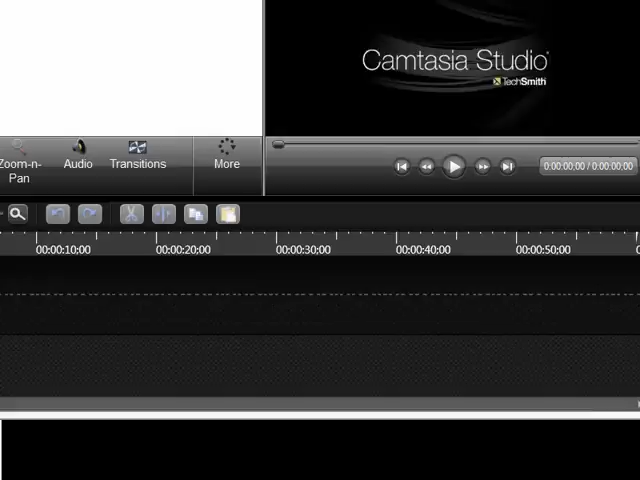 Camtasia Studio®
TechSmith
Zoom-n-
Pan
Audio
Transitions
More
0:00:00;00 / 0:00:00;00
00:00:10;00
00:00:20;00
00:00:30;00
00:00:40;00
00:00:50;00